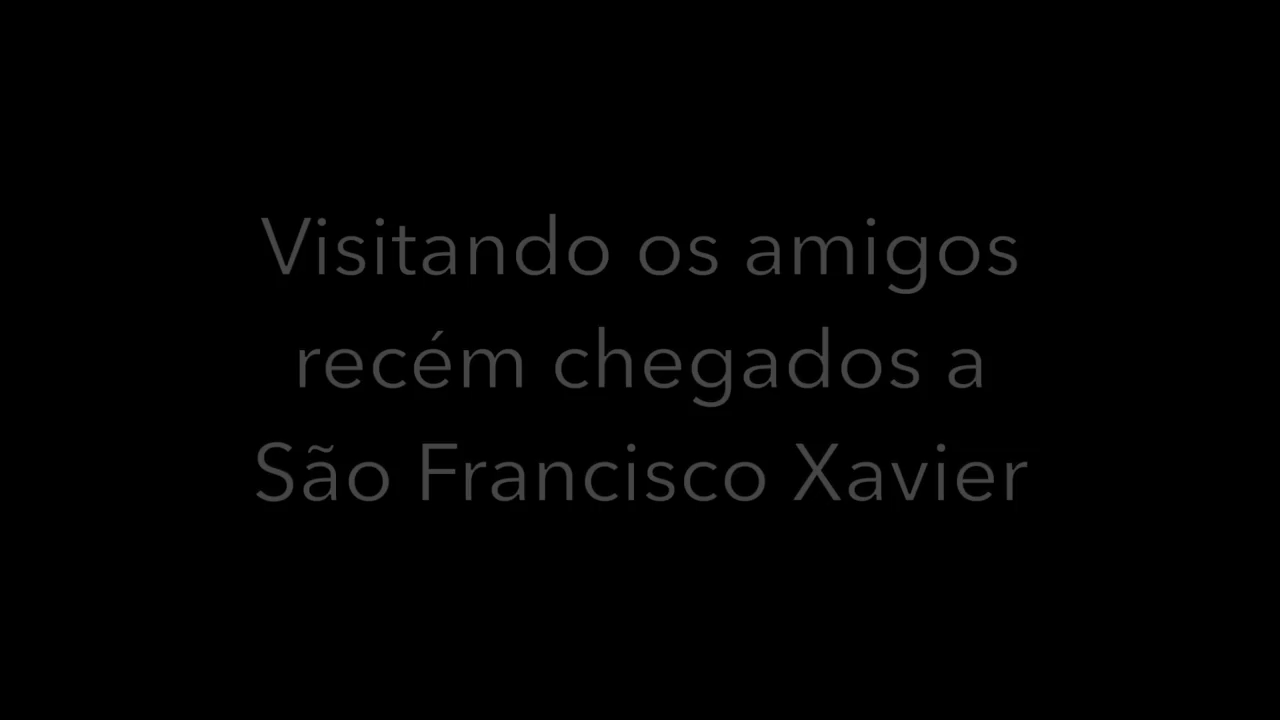 Visitando os amigos
recém chegados a
São Francisco Xavier